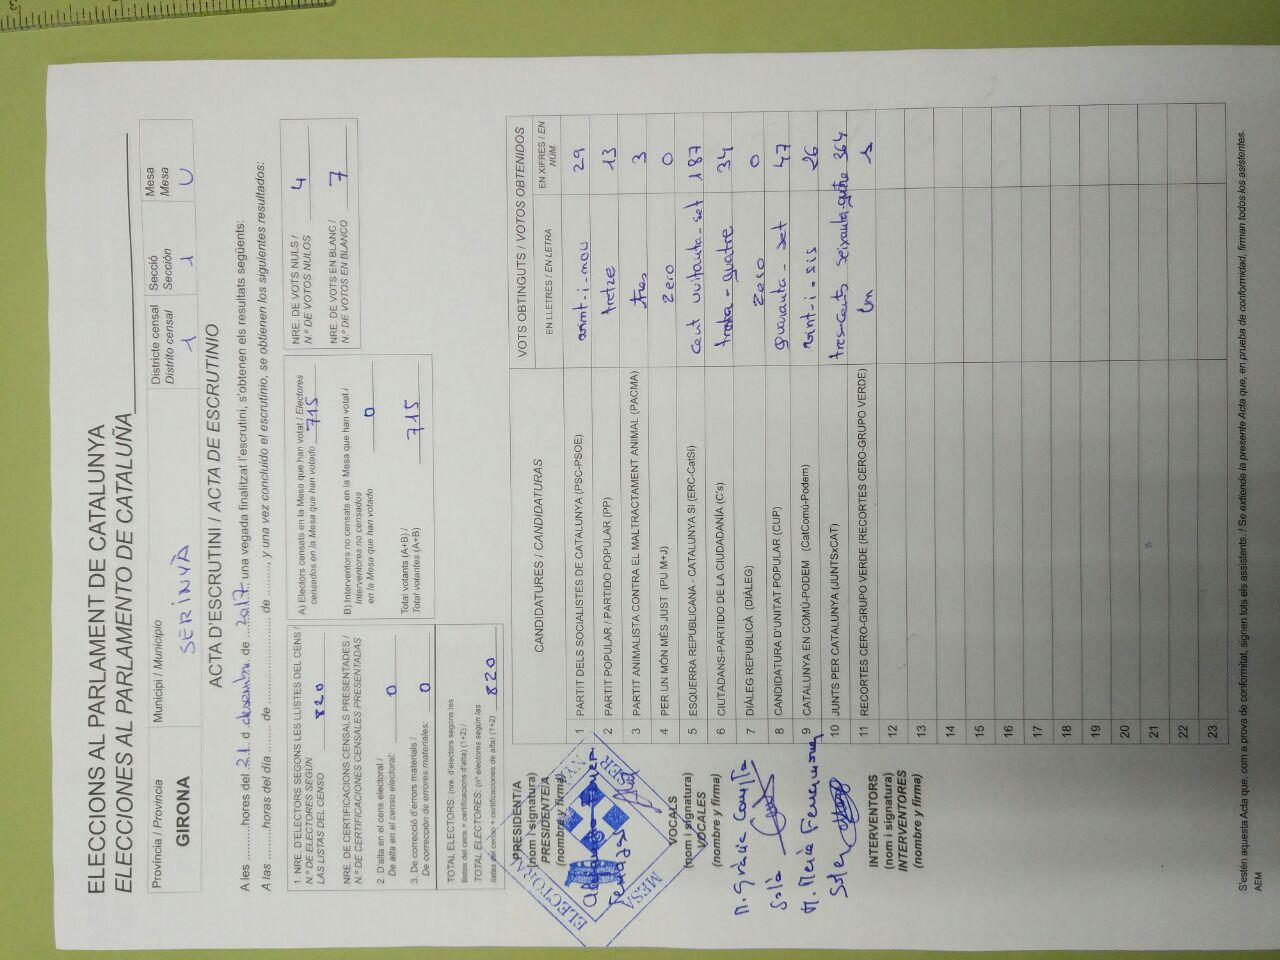 ELECCIONS AL PARLAMENT DE CATALUNYA
ELECCIONES AL PARLAMENTO DE CATALUÑA
Província / Provincia
GIRONA
Municipi / Municipio
SERINYÀ
Districte censal
Distrito censal
1
Secció
Sección
1
Mesa
Mesa
U
ACTA D'ESCRUTINI / ACTA DE ESCRUTINIO
A les .......... hores del 21 d desembre de 2017, una vegada finalitzat l'escrutini, s'obtenen els resultats següents:
A las .......... horas del día .......... de .......... de .........., y una vez concluido el escrutinio, se obtienen los siguientes resultados:
1. NRE. D'ELECTORS SEGONS LES LLISTES DEL CENS /
N.º DE ELECTORES SEGÚN
LAS LISTAS DEL CENSO 820
NRE. DE CERTIFICACIONS CENSALS PRESENTADES /
N.º DE CERTIFICACIONES CENSALES PRESENTADAS
2. D'alta en el cens electoral /
De alta en el censo electoral: 0
3. De correcció d'errors materials /
De corrección de errores materiales: 0
TOTAL ELECTORS: (nre. d'electors segons les
llistes del cens + certificacions d'alta) (1+2) /
TOTAL ELECTORES: (nº electores según las
listas del censo + certificaciones de alta) (1+2) 820
A) Electors censats en la Mesa que han votat / Electores
censados en la Mesa que han votado 715
B) Interventors no censats en la Mesa que han votat /
Interventores no censados
en la Mesa que han votado 0
Total votants (A+B) /
Total votantes (A+B) 715
NRE. DE VOTS NULS /
N.º DE VOTOS NULOS 4
NRE. DE VOTS EN BLANC /
N.º DE VOTOS EN BLANCO 7
CANDIDATURES / CANDIDATURAS
VOTS OBTINGUTS / VOTOS OBTENIDOS
EN LLETRES / EN LETRA
EN XIFRES / EN NÚM.
1 PARTIT DELS SOCIALISTES DE CATALUNYA (PSC-PSOE) vint-i-nou 29
2 PARTIT POPULAR / PARTIDO POPULAR (PP) tretze 13
3 PARTIT ANIMALISTA CONTRA EL MALTRACTAMENT ANIMAL (PACMA) tres 3
4 PER UN MÓN MÉS JUST (PU M+J) zero 0
5 ESQUERRA REPUBLICANA - CATALUNYA SÍ (ERC-CatSí) cent vuitanta-set 187
6 CIUTADANS-PARTIDO DE LA CIUDADANÍA (C's) trenta-quatre 34
7 DIÀLEG REPUBLICÀ (DIÀLEG) zero 0
8 CANDIDATURA D'UNITAT POPULAR (CUP) quaranta-set 47
9 CATALUNYA EN COMÚ-PODEM (CatComú-Podem) vint-i-sis 26
10 JUNTS PER CATALUNYA (JUNTSxCAT) tres-cents seixanta-quatre 364
11 RECORTES CERO-GRUPO VERDE (RECORTES CERO-GRUPO VERDE) Un 1
12
13
14
15
16
17
18
19
20
21
22
23
PRESIDENT/A
(nom i signatura)
PRESIDENTE/A
(nombre y firma)
MESA ELECTORAL
VOCALS
(nom i signatura)
VOCALES
(nombre y firma)
M. Gràcia
Solà
M. Mercè
INTERVENTORS
(nom i signatura)
INTERVENTORES
(nombre y firma)
S'estén aquesta Acta que, com a prova de conformitat, signen tots els assistents. / Se extiende la presente Acta que, en prueba de conformidad, firman todos los asistentes.
AEM